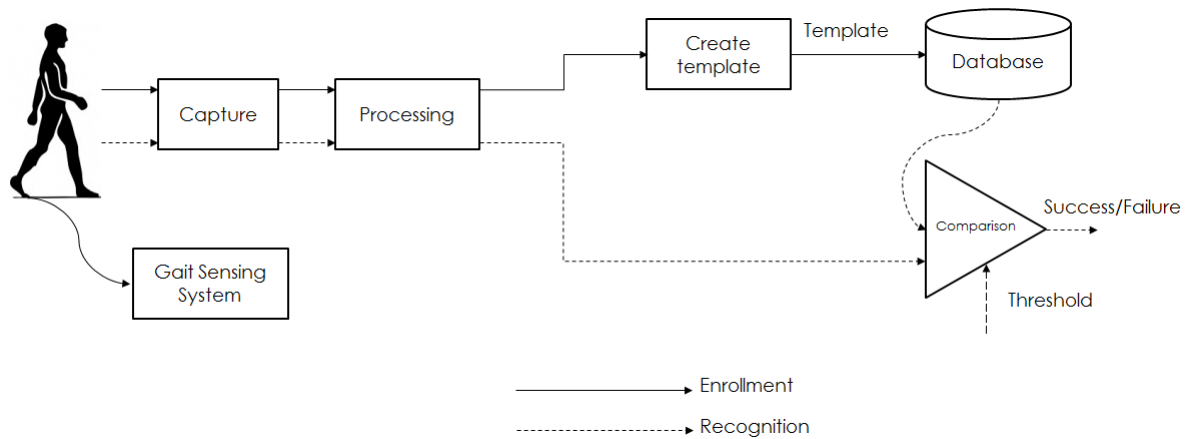 Create
template
Template
Database
Capture
Processing
Comparison
Success/Failure
Gait Sensing
System
Threshold
Enrollment
Recognition